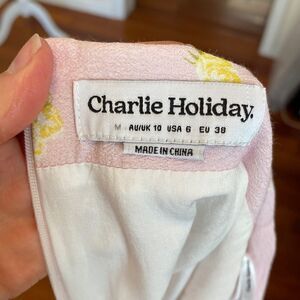 Charlie Holiday.
M AU/UK 10 USA 6 EU 38
MADE IN CHINA